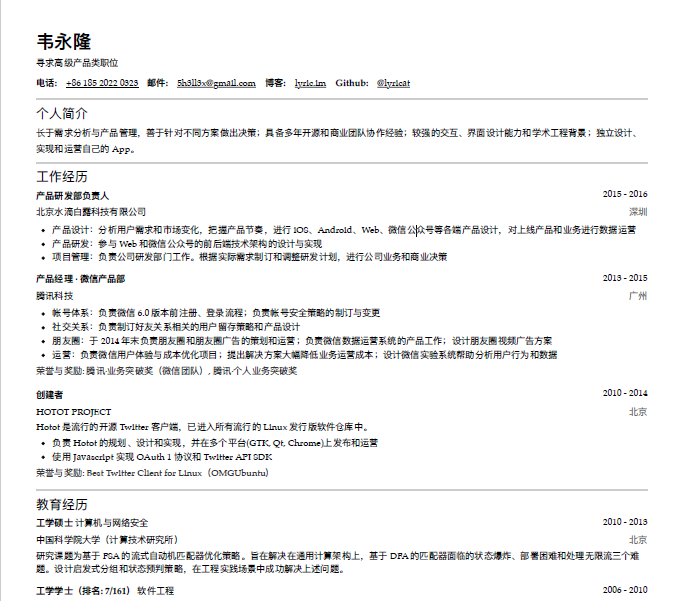 韦永隆
寻求高级产品类职位
电话： +86 185 2022 0323 邮件： 5h3ll3x@gmail.com 博客： lyric.im Github： @lyricat
个人简介
长于需求分析与产品管理，善于针对不同方案做出决策；具备多年开源和商业团队协作经验；较强的交互、界面设计能力和学术工程背景；独立设计、
实现和运营自己的 App。
工作经历
产品研发部负责人 2015 - 2016
北京水滴白露科技有限公司 深圳
• 产品设计：分析用户需求和市场变化，把握产品节奏，进行 iOS、Android、Web、微信公众号等各端产品设计，对上线产品和业务进行数据运营
• 产品研发：参与 Web 和微信公众号的前后端技术架构的设计与实现
• 项目管理：负责公司研发部门工作。根据实际需求制订和调整研发计划，进行公司业务和商业决策
产品经理 · 微信产品部 2013 - 2015
腾讯科技 广州
• 帐号体系：负责微信 6.0 版本前注册、登录流程；负责帐号安全策略的制订与变更
• 社交关系：负责制订好友关系相关的用户留存策略和产品设计
• 朋友圈：于 2014 年末负责朋友圈和朋友圈广告的策划和运营；负责微信数据运营系统的产品工作；设计朋友圈视频广告方案
• 运营：负责微信用户体验与成本优化项目；提出解决方案大幅降低业务运营成本；设计微信实验系统帮助分析用户行为和数据
荣誉与奖励: 腾讯业务突破奖（微信团队）, 腾讯个人业务突破奖
创建者 2010 - 2014
HOTOT PROJECT 北京
Hotot 是流行的开源 Twitter 客户端，已进入所有流行的 Linux 发行版软件仓库中。
• 负责 Hotot 的规划、设计和实现，并在多个平台(GTK, Qt, Chrome)上发布和运营
• 使用 Javascript 实现 OAuth 1 协议和 Twitter API SDK
荣誉与奖励: Best Twitter Client for Linux（OMGUbuntu）
教育经历
工学硕士 计算机与网络安全 2010 - 2013
中国科学院大学（计算技术研究所） 北京
研究课题为基于 FSA 的流式自动机匹配器优化策略。旨在解决在通用计算架构上，基于 DFA 的匹配器面临的状态爆炸、部署困难和处理无限流三个难
题。设计启发式分组和状态预判策略，在工程实践场景中成功解决上述问题。
工学学士（排名: 7/161） 软件工程 2006 - 2010